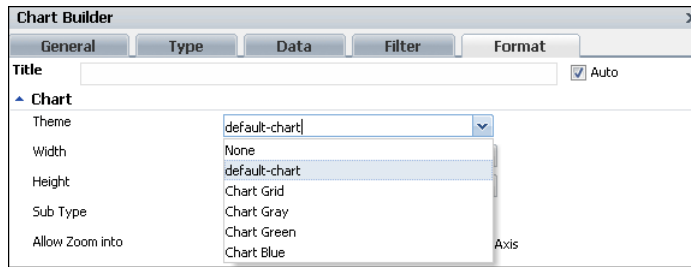 Chart Builder
General Type Data Filter Format
Title Auto
Chart
Theme default-chart
Width None
default-chart
Height Chart Grid
Sub Type Chart Gray
Chart Green
Allow Zoom into Chart Blue Axis